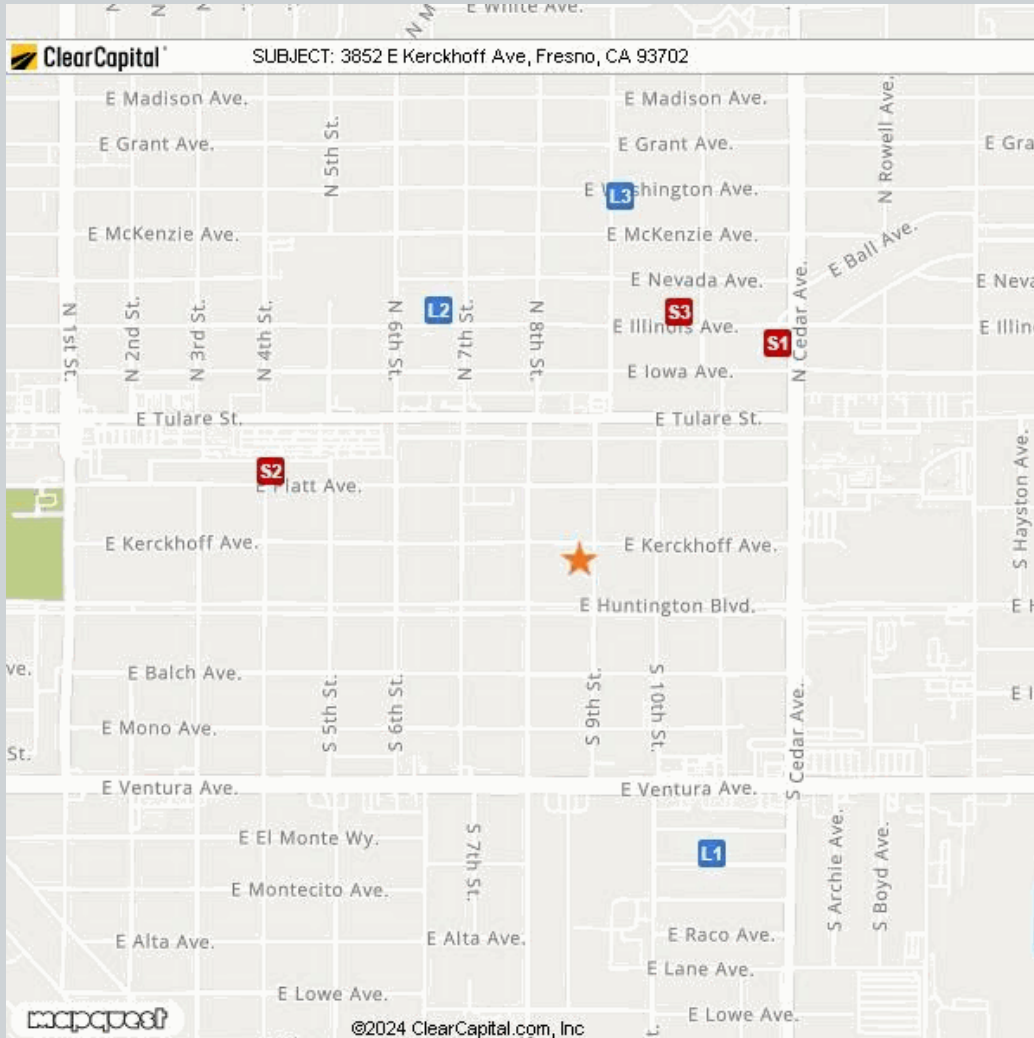 E White Ave.
N M
ClearCapital
SUBJECT: 3852 E Kerckhoff Ave, Fresno, CA 93702
E Madison Ave.
E Madison Ave.
N Rowell Ave.
E Grant Ave.
N 5th St.
E Grant Ave.
E Gra
L3
E Washington Ave.
E McKenzie Ave.
E McKenzie Ave.
E Ball Ave.
E Nevada Ave.
E Neva
N 1st St.
N 2nd St.
N 3rd St.
N 4th St.
N 6th St.
L2
N 7th St.
N 8th St.
S3
E Illinois Ave.
S1
N Cedar Ave.
E Illin
E Iowa Ave.
E Tulare St.
E Tulare St.
S2
E Platt Ave.
S Hayston Ave.
E Kerckhoff Ave.
E Kerckhoff Ave.
E Huntington Blvd.
E H
ve.
E Balch Ave.
S 5th St.
S 6th St.
S 9th St.
S 10th St.
S Cedar Ave.
E I
E Mono Ave.
St.
E Ventura Ave.
E Ventura Ave.
E El Monte Wy.
S 7th St.
L1
S Archie Ave.
S Boyd Ave.
E Montecito Ave.
E Alta Ave.
E Alta Ave.
E Raco Ave.
E Lane Ave.
E Lowe Ave.
E Lowe Ave.
mapquest
©2024 ClearCapital.com, Inc